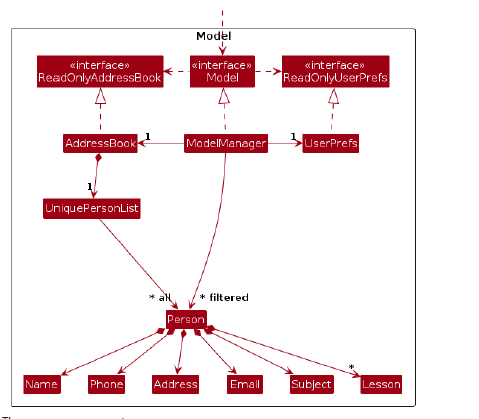 Model
«interface»
ReadOnlyAddressBook
«interface»
Model
«interface»
ReadOnlyUserPrefs
AddressBook
1
ModelManager
1
UserPrefs
1
UniquePersonList
* all
* filtered
Person
*
Name
Phone
Address
Email
Subject
Lesson